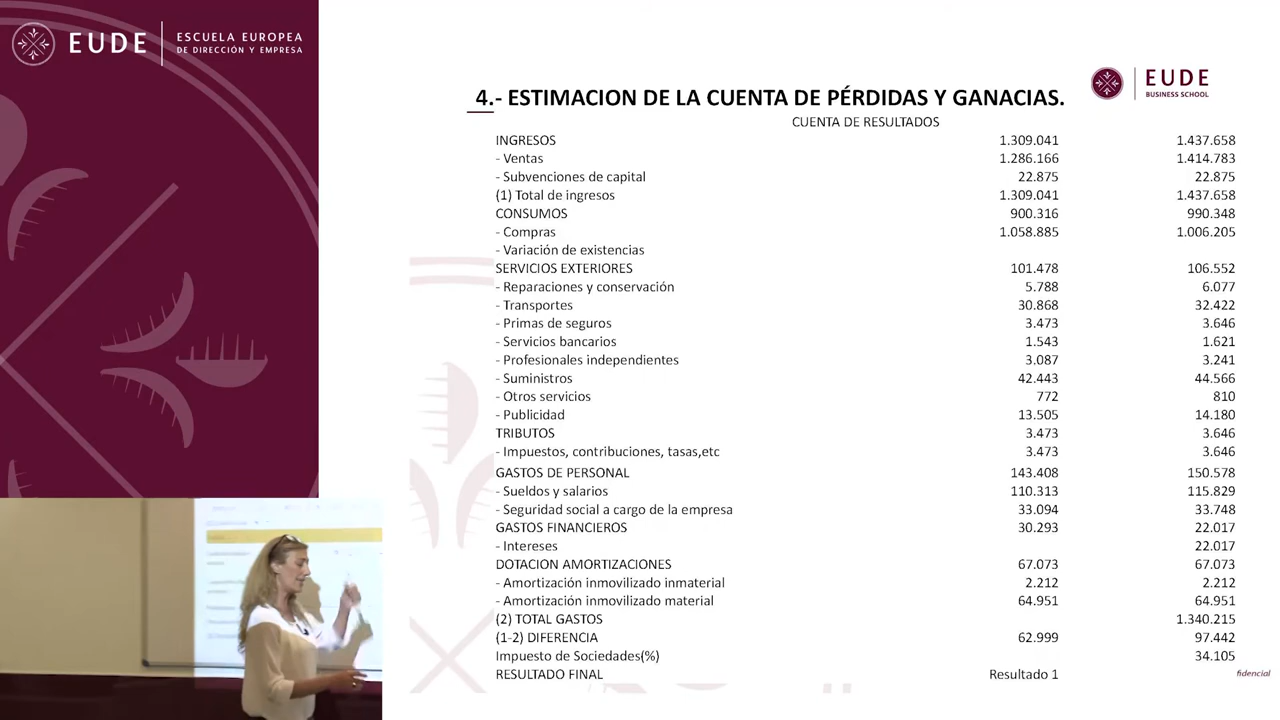 EUDE
ESCUELA EUROPEA
DE DIRECCIÓN Y EMPRESA
EUDE
BUSINESS SCHOOL
4.- ESTIMACION DE LA CUENTA DE PÉRDIDAS Y GANACIAS.
CUENTA DE RESULTADOS
INGRESOS 1.309.041 1.437.658
- Ventas 1.286.166 1.414.783
- Subvenciones de capital 22.875 22.875
(1) Total de ingresos 1.309.041 1.437.658
CONSUMOS 900.316 990.348
- Compras 1.058.885 1.006.205
- Variación de existencias
SERVICIOS EXTERIORES 101.478 106.552
- Reparaciones y conservación 5.788 6.077
- Transportes 30.868 32.422
- Primas de seguros 3.473 3.646
- Servicios bancarios 1.543 1.621
- Profesionales independientes 3.087 3.241
- Suministros 42.443 44.566
- Otros servicios 772 810
- Publicidad 13.505 14.180
TRIBUTOS 3.473 3.646
- Impuestos, contribuciones, tasas,etc 3.473 3.646
GASTOS DE PERSONAL 143.408 150.578
- Sueldos y salarios 110.313 115.829
- Seguridad social a cargo de la empresa 33.094 33.748
GASTOS FINANCIEROS 30.293 22.017
- Intereses 22.017
DOTACION AMORTIZACIONES 67.073 67.073
- Amortización inmovilizado inmaterial 2.212 2.212
- Amortización inmovilizado material 64.951 64.951
(2) TOTAL GASTOS 1.340.215
(1-2) DIFERENCIA 62.999 97.442
Impuesto de Sociedades(%) 34.105
RESULTADO FINAL Resultado 1
fidencial